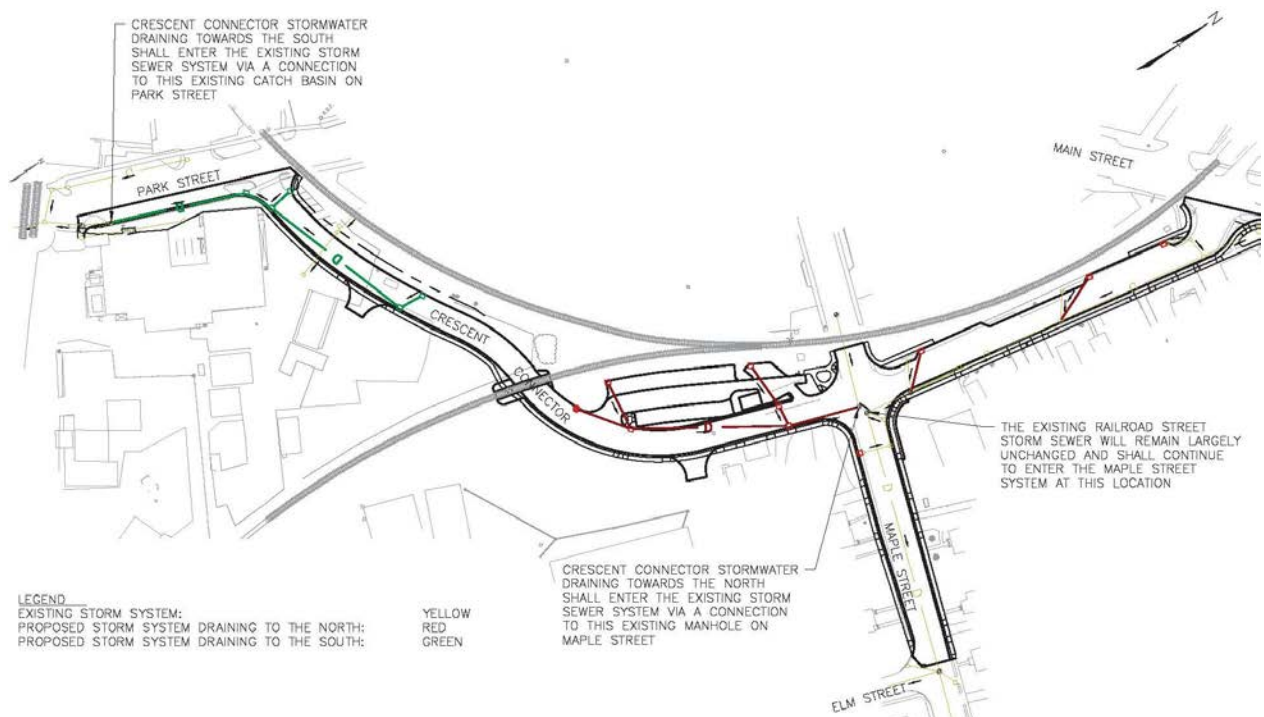 CRESCENT CONNECTOR STORMWATER
DRAINING TOWARDS THE SOUTH
SHALL ENTER THE EXISTING STORM
SEWER SYSTEM VIA A CONNECTION
TO THIS EXISTING CATCH BASIN ON
PARK STREET
N
MAIN STREET
PARK STREET
D
D
CRESCENT
CONNECTOR
D
THE EXISTING RAILROAD STREET
STORM SEWER WILL REMAIN LARGELY
UNCHANGED AND SHALL CONTINUE
TO ENTER THE MAPLE STREET
SYSTEM AT THIS LOCATION
D
MAPLE STREET
D
CRESCENT CONNECTOR STORMWATER
DRAINING TOWARDS THE NORTH
SHALL ENTER THE EXISTING STORM
SEWER SYSTEM VIA A CONNECTION
TO THIS EXISTING MANHOLE ON
MAPLE STREET
LEGEND
EXISTING STORM SYSTEM: YELLOW
PROPOSED STORM SYSTEM DRAINING TO THE NORTH: RED
PROPOSED STORM SYSTEM DRAINING TO THE SOUTH: GREEN
ELM STREET